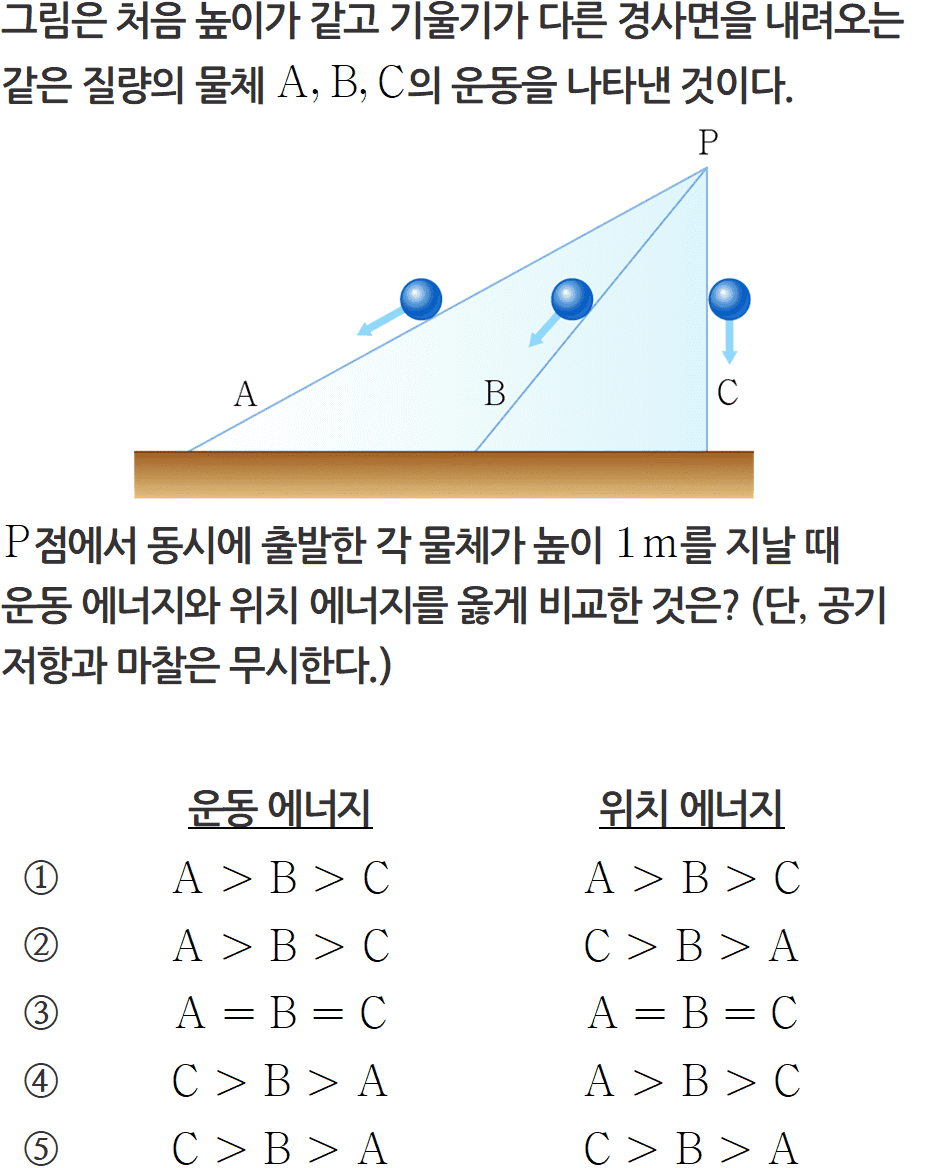 그림은 처음 높이가 같고 기울기가 다른 경사면을 내려오는
같은 질량의 물체 A, B, C의 운동을 나타낸 것이다.
P
A
B
C
P점에서 동시에 출발한 각 물체가 높이 1m를 지날 때
운동 에너지와 위치 에너지를 옳게 비교한 것은? (단, 공기
저항과 마찰은 무시한다.)
운동 에너지 위치 에너지
① A > B > C A > B > C
② A > B > C C > B > A
③ A = B = C A = B = C
④ C > B > A A > B > C
⑤ C > B > A C > B > A